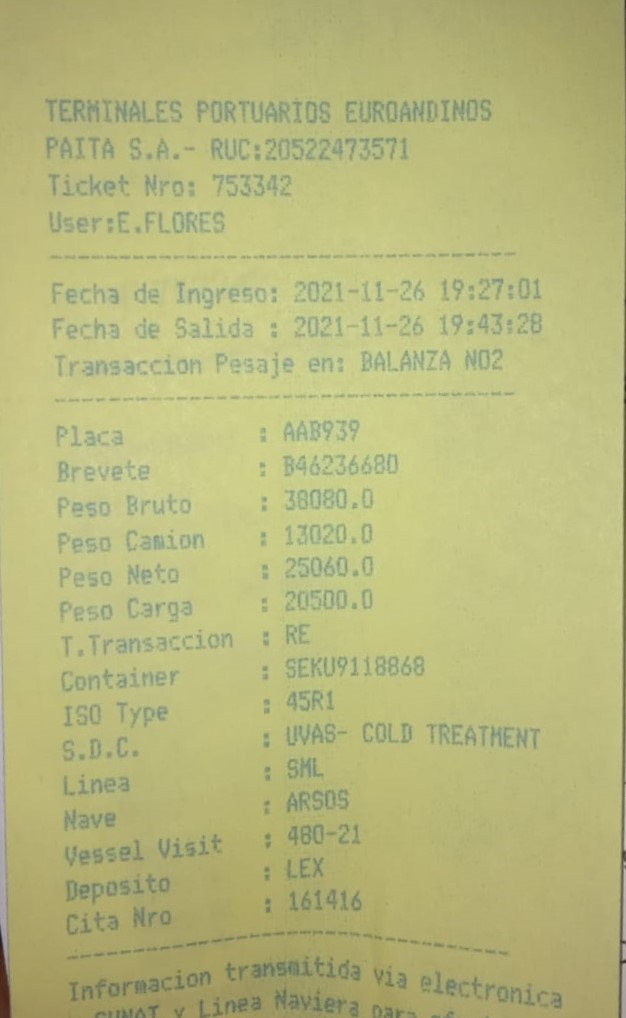 TERMINALES PORTUARIOS EUROANDINOS
PAITA S.A.- RUC:20522473571
Ticket Nro: 753342
User:E.FLORES
Fecha de Ingreso: 2021-11-26 19:27:01
Fecha de Salida : 2021-11-26 19:43:28
Transaccion Pesaje en: BALANZA NO2
Placa : AAB939
Brevete : B46236680
Peso Bruto : 38080.0
Peso Camion : 13020.0
Peso Neto : 25060.0
Peso Carga : 20500.0
T.Transaccion : RE
Container : SEKU9118868
ISO Type : 45R1
S.D.C. : UVAS- COLD TREATMENT
Linea : SML
Nave : ARSOS
Vessel Visit : 480-21
Deposito : LEX
Cita Nro : 161416
Informacion transmitida via electronica
SUNAT y Linea Naviera para